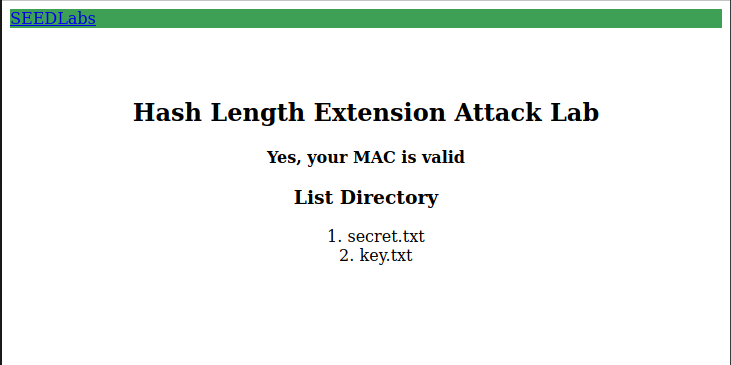 SEEDLabs
Hash Length Extension Attack Lab
Yes, your MAC is valid
List Directory
1. secret.txt
2. key.txt